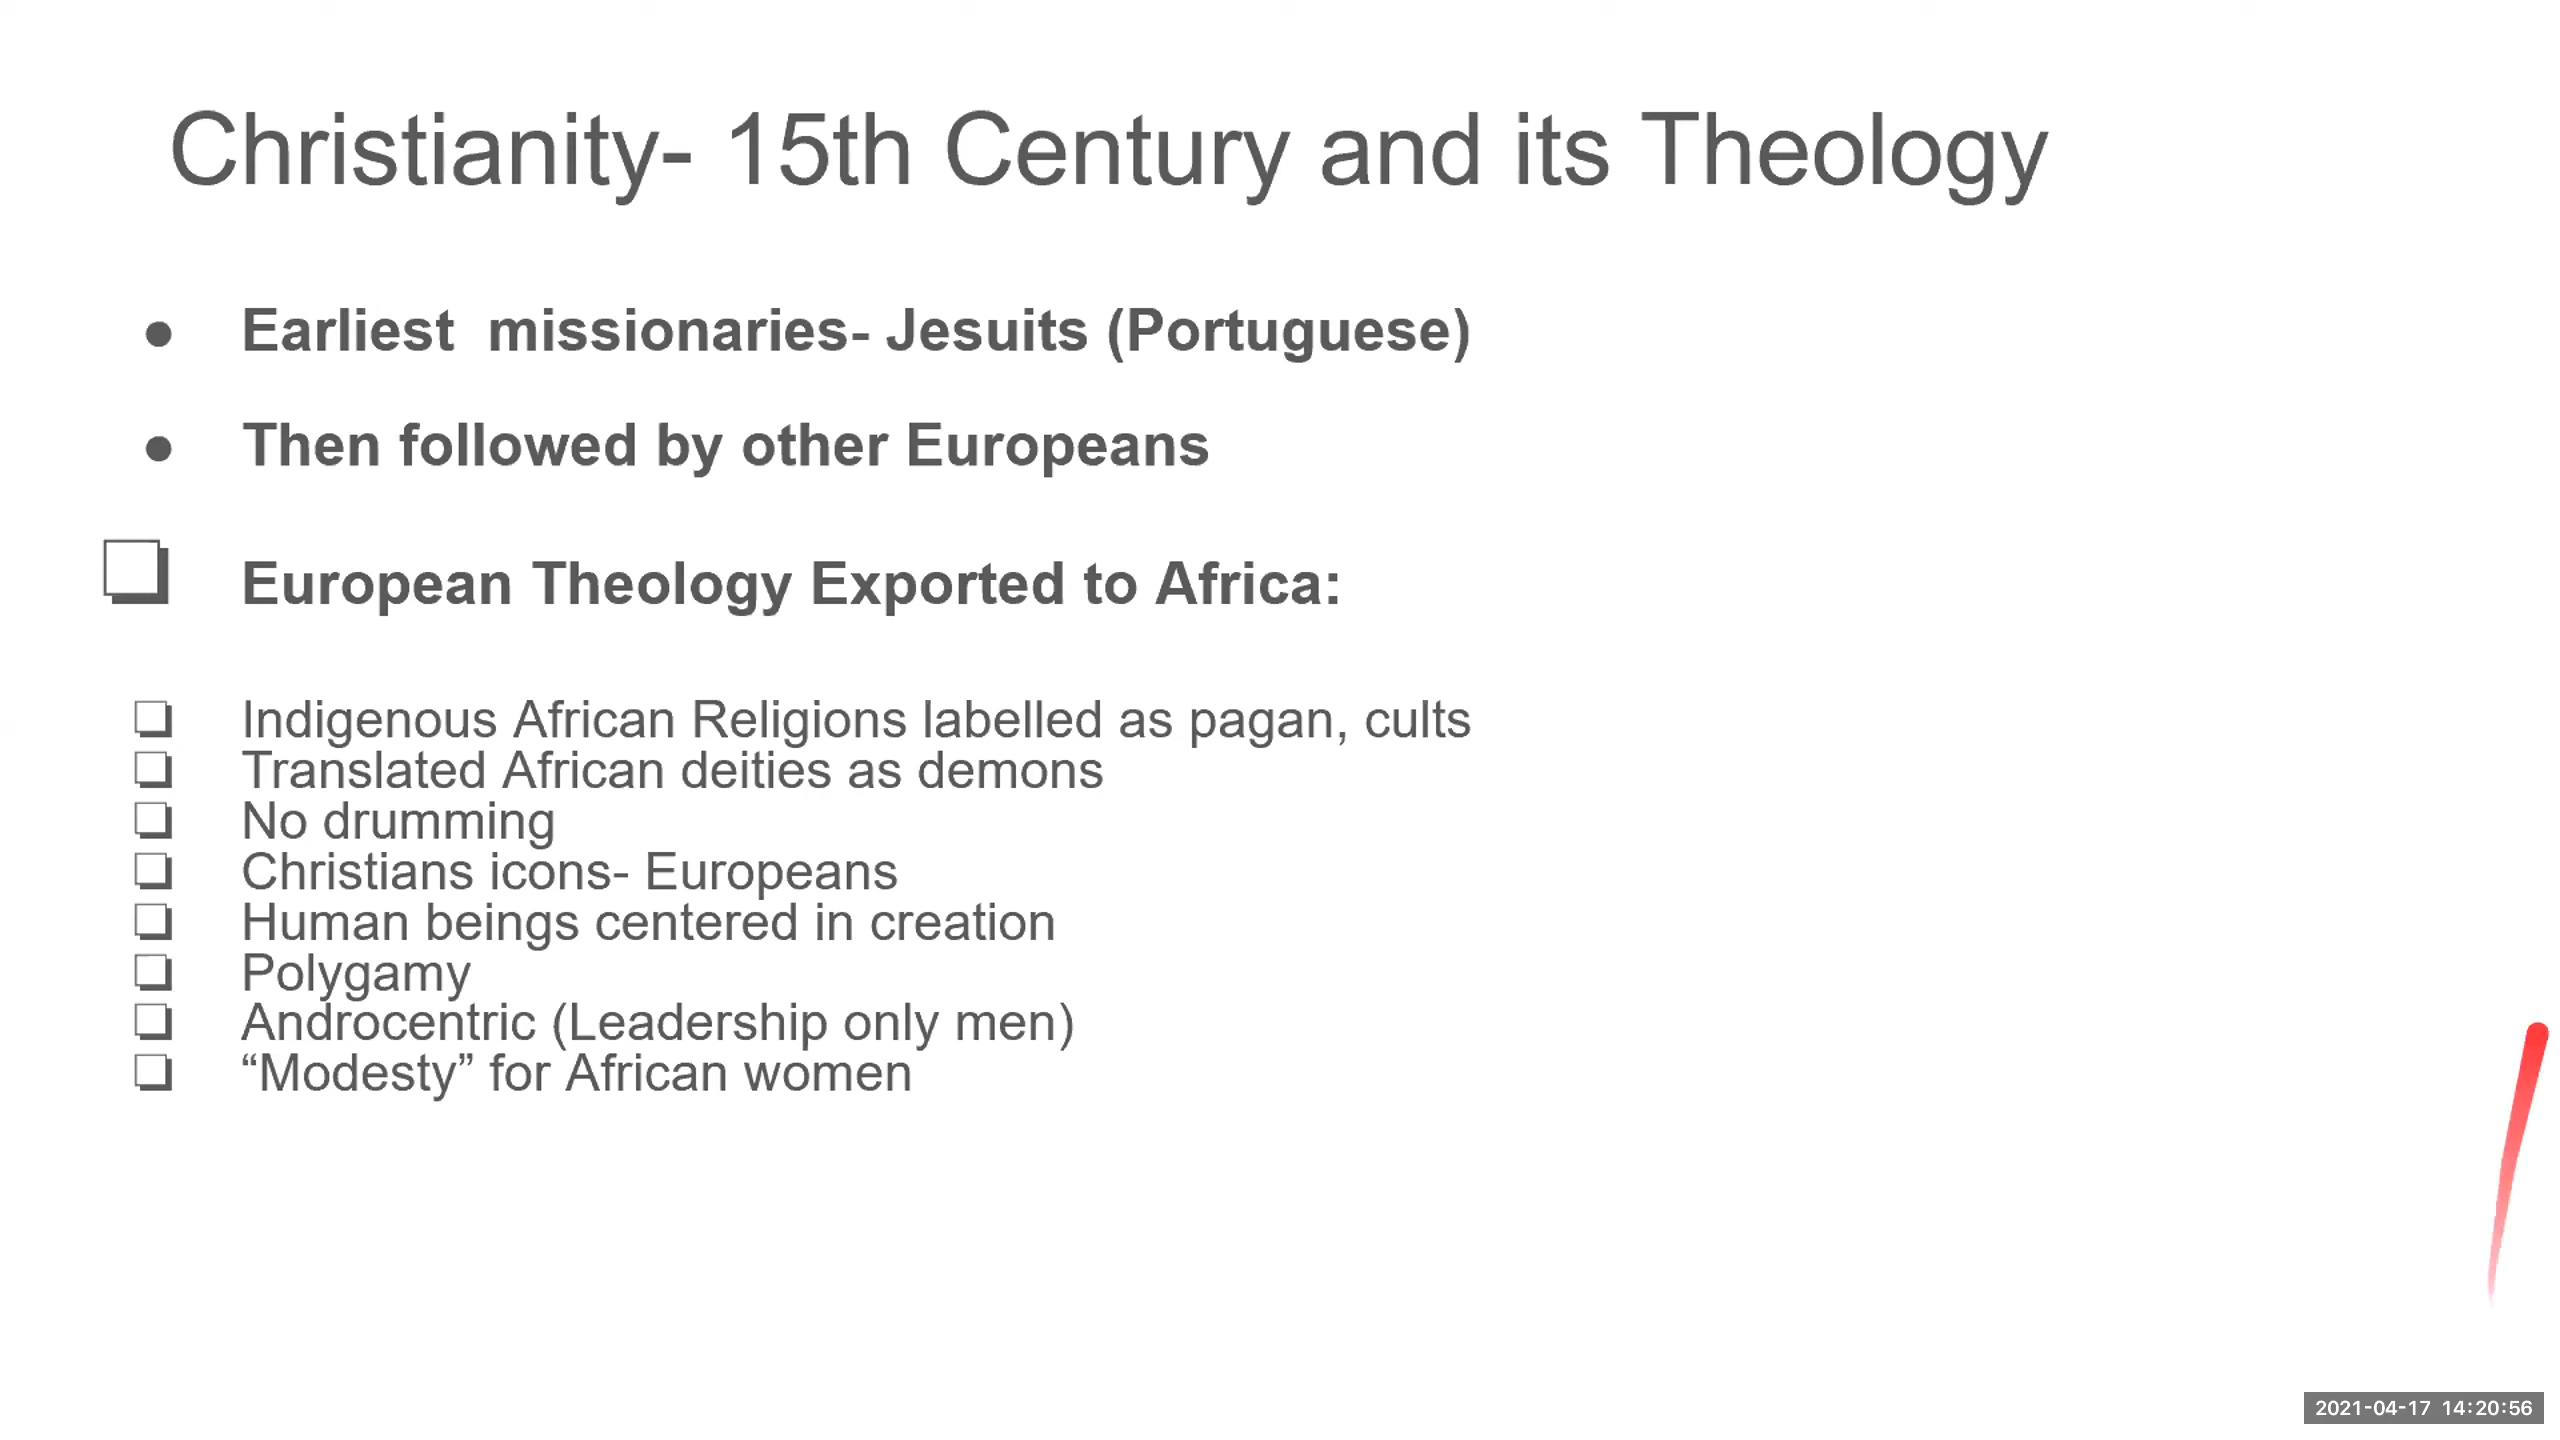 Christianity- 15th Century and its Theology
● Earliest  missionaries- Jesuits (Portuguese)
● Then followed by other Europeans
❏ European Theology Exported to Africa:
❏ Indigenous African Religions labelled as pagan, cults
❏ Translated African deities as demons
❏ No drumming
❏ Christians icons- Europeans
❏ Human beings centered in creation
❏ Polygamy
❏ Androcentric (Leadership only men)
❏ “Modesty” for African women
2021-04-17 14:20:56